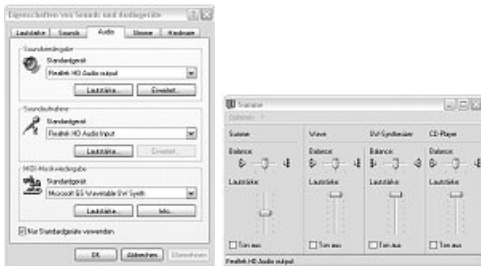 Eigenschaften von Sounds und Audiogeräte
Lautstärke Sounds Audio Stimme Hardware
Soundwiedergabe
Standardgerät:
Realtek HD Audio output
Lautstärke... Erweitert...
Soundaufnahme
Standardgerät:
Realtek HD Audio Input
Lautstärke... Erweitert...
MIDI-Musikwiedergabe
Standardgerät:
Microsoft GS Wavetable SW Synth
Lautstärke... Info...
Nur Standardgeräte verwenden
OK Abbrechen Übernehmen
Summe
Optionen ?
Summe Wave SW-Synthesizer CD-Player
Balance: Balance: Balance: Balance:
Lautstärke: Lautstärke: Lautstärke: Lautstärke:
Ton aus Ton aus Ton aus Ton aus
Realtek HD Audio output